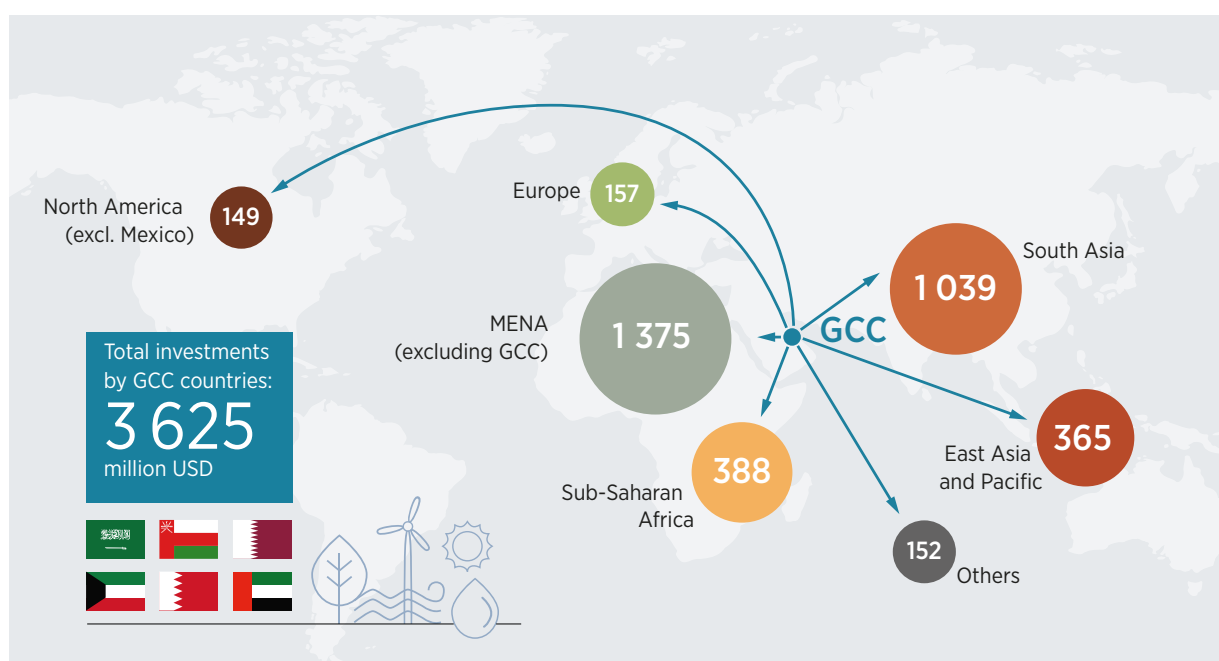 North America
(excl. Mexico)
149
Europe
157
South Asia
1 039
MENA
(excluding GCC)
1 375
GCC
Total investments
by GCC countries:
3 625
million USD
Sub-Saharan
Africa
388
East Asia
and Pacific
365
152
Others